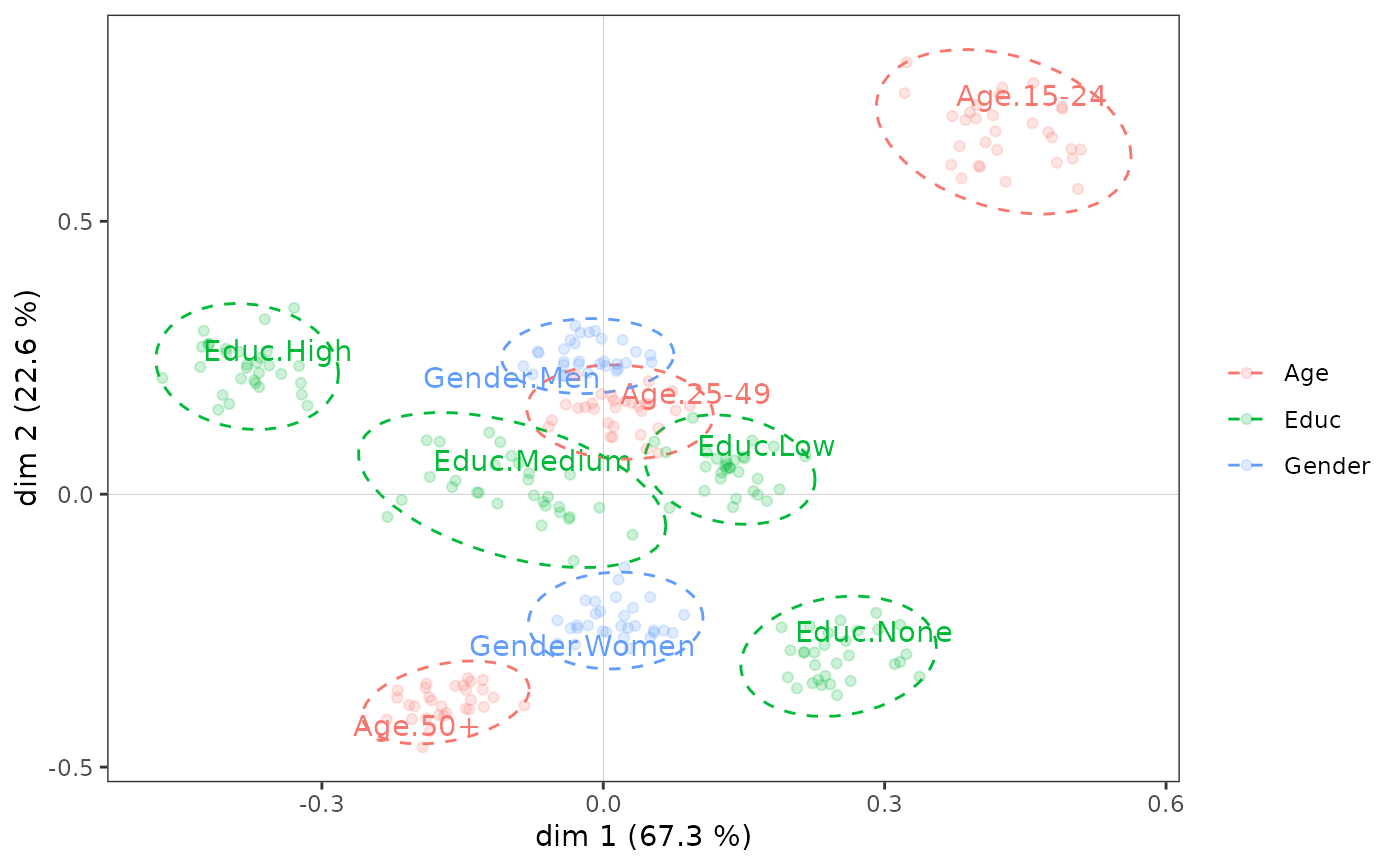 Age.15-24
Educ.High
Gender.Men
Age.25-49
Educ.Medium
Educ.Low
Gender.Women
Educ.None
Age.50+
0.5
0.0
-0.5
dim 2 (22.6 %)
-0.3
0.0
0.3
0.6
dim 1 (67.3 %)
Age
Educ
Gender